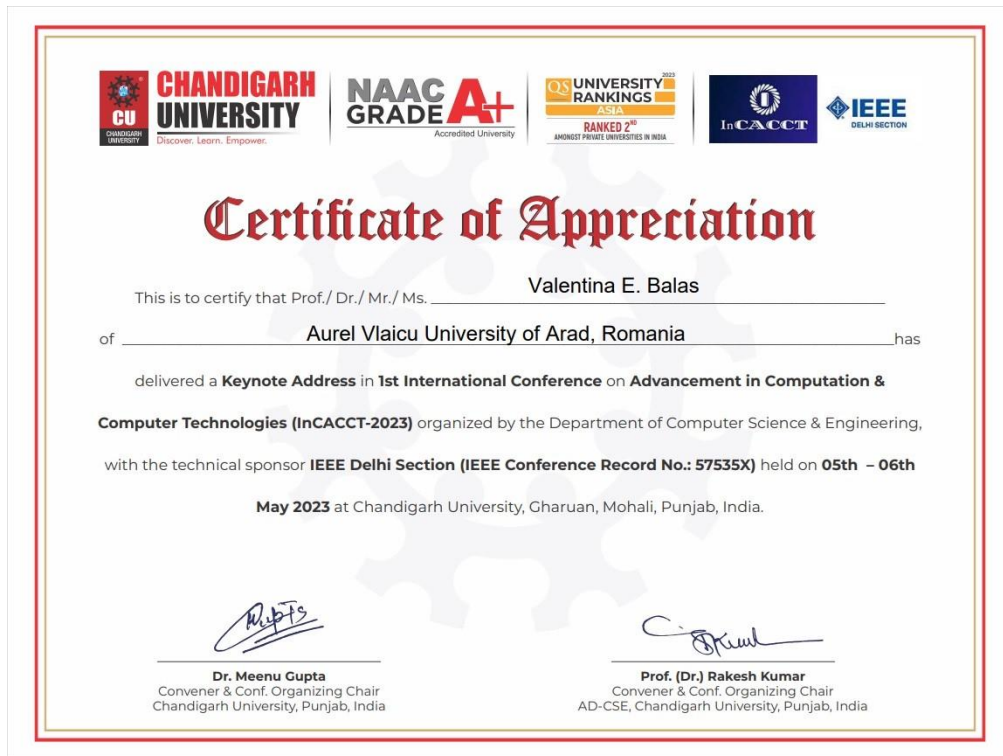 CU
CHANDIGARH
UNIVERSITY
CHANDIGARH
UNIVERSITY
Discover. Learn. Empower.
NAAC
GRADE A+
Accredited University
QS UNIVERSITY
RANKINGS
2023
ASIA
RANKED 2ND
AMONGST PRIVATE UNIVERSITIES IN INDIA
InCACCT
IEEE
DELHI SECTION
Certificate of Appreciation
This is to certify that Prof./ Dr./ Mr./ Ms. Valentina E. Balas
of Aurel Vlaicu University of Arad, Romania has
delivered a Keynote Address in 1st International Conference on Advancement in Computation &
Computer Technologies (InCACCT-2023) organized by the Department of Computer Science & Engineering,
with the technical sponsor IEEE Delhi Section (IEEE Conference Record No.: 57535X) held on 05th – 06th
May 2023 at Chandigarh University, Gharuan, Mohali, Punjab, India.
Dr. Meenu Gupta
Convener & Conf. Organizing Chair
Chandigarh University, Punjab, India
Prof. (Dr.) Rakesh Kumar
Convener & Conf. Organizing Chair
AD-CSE, Chandigarh University, Punjab, India